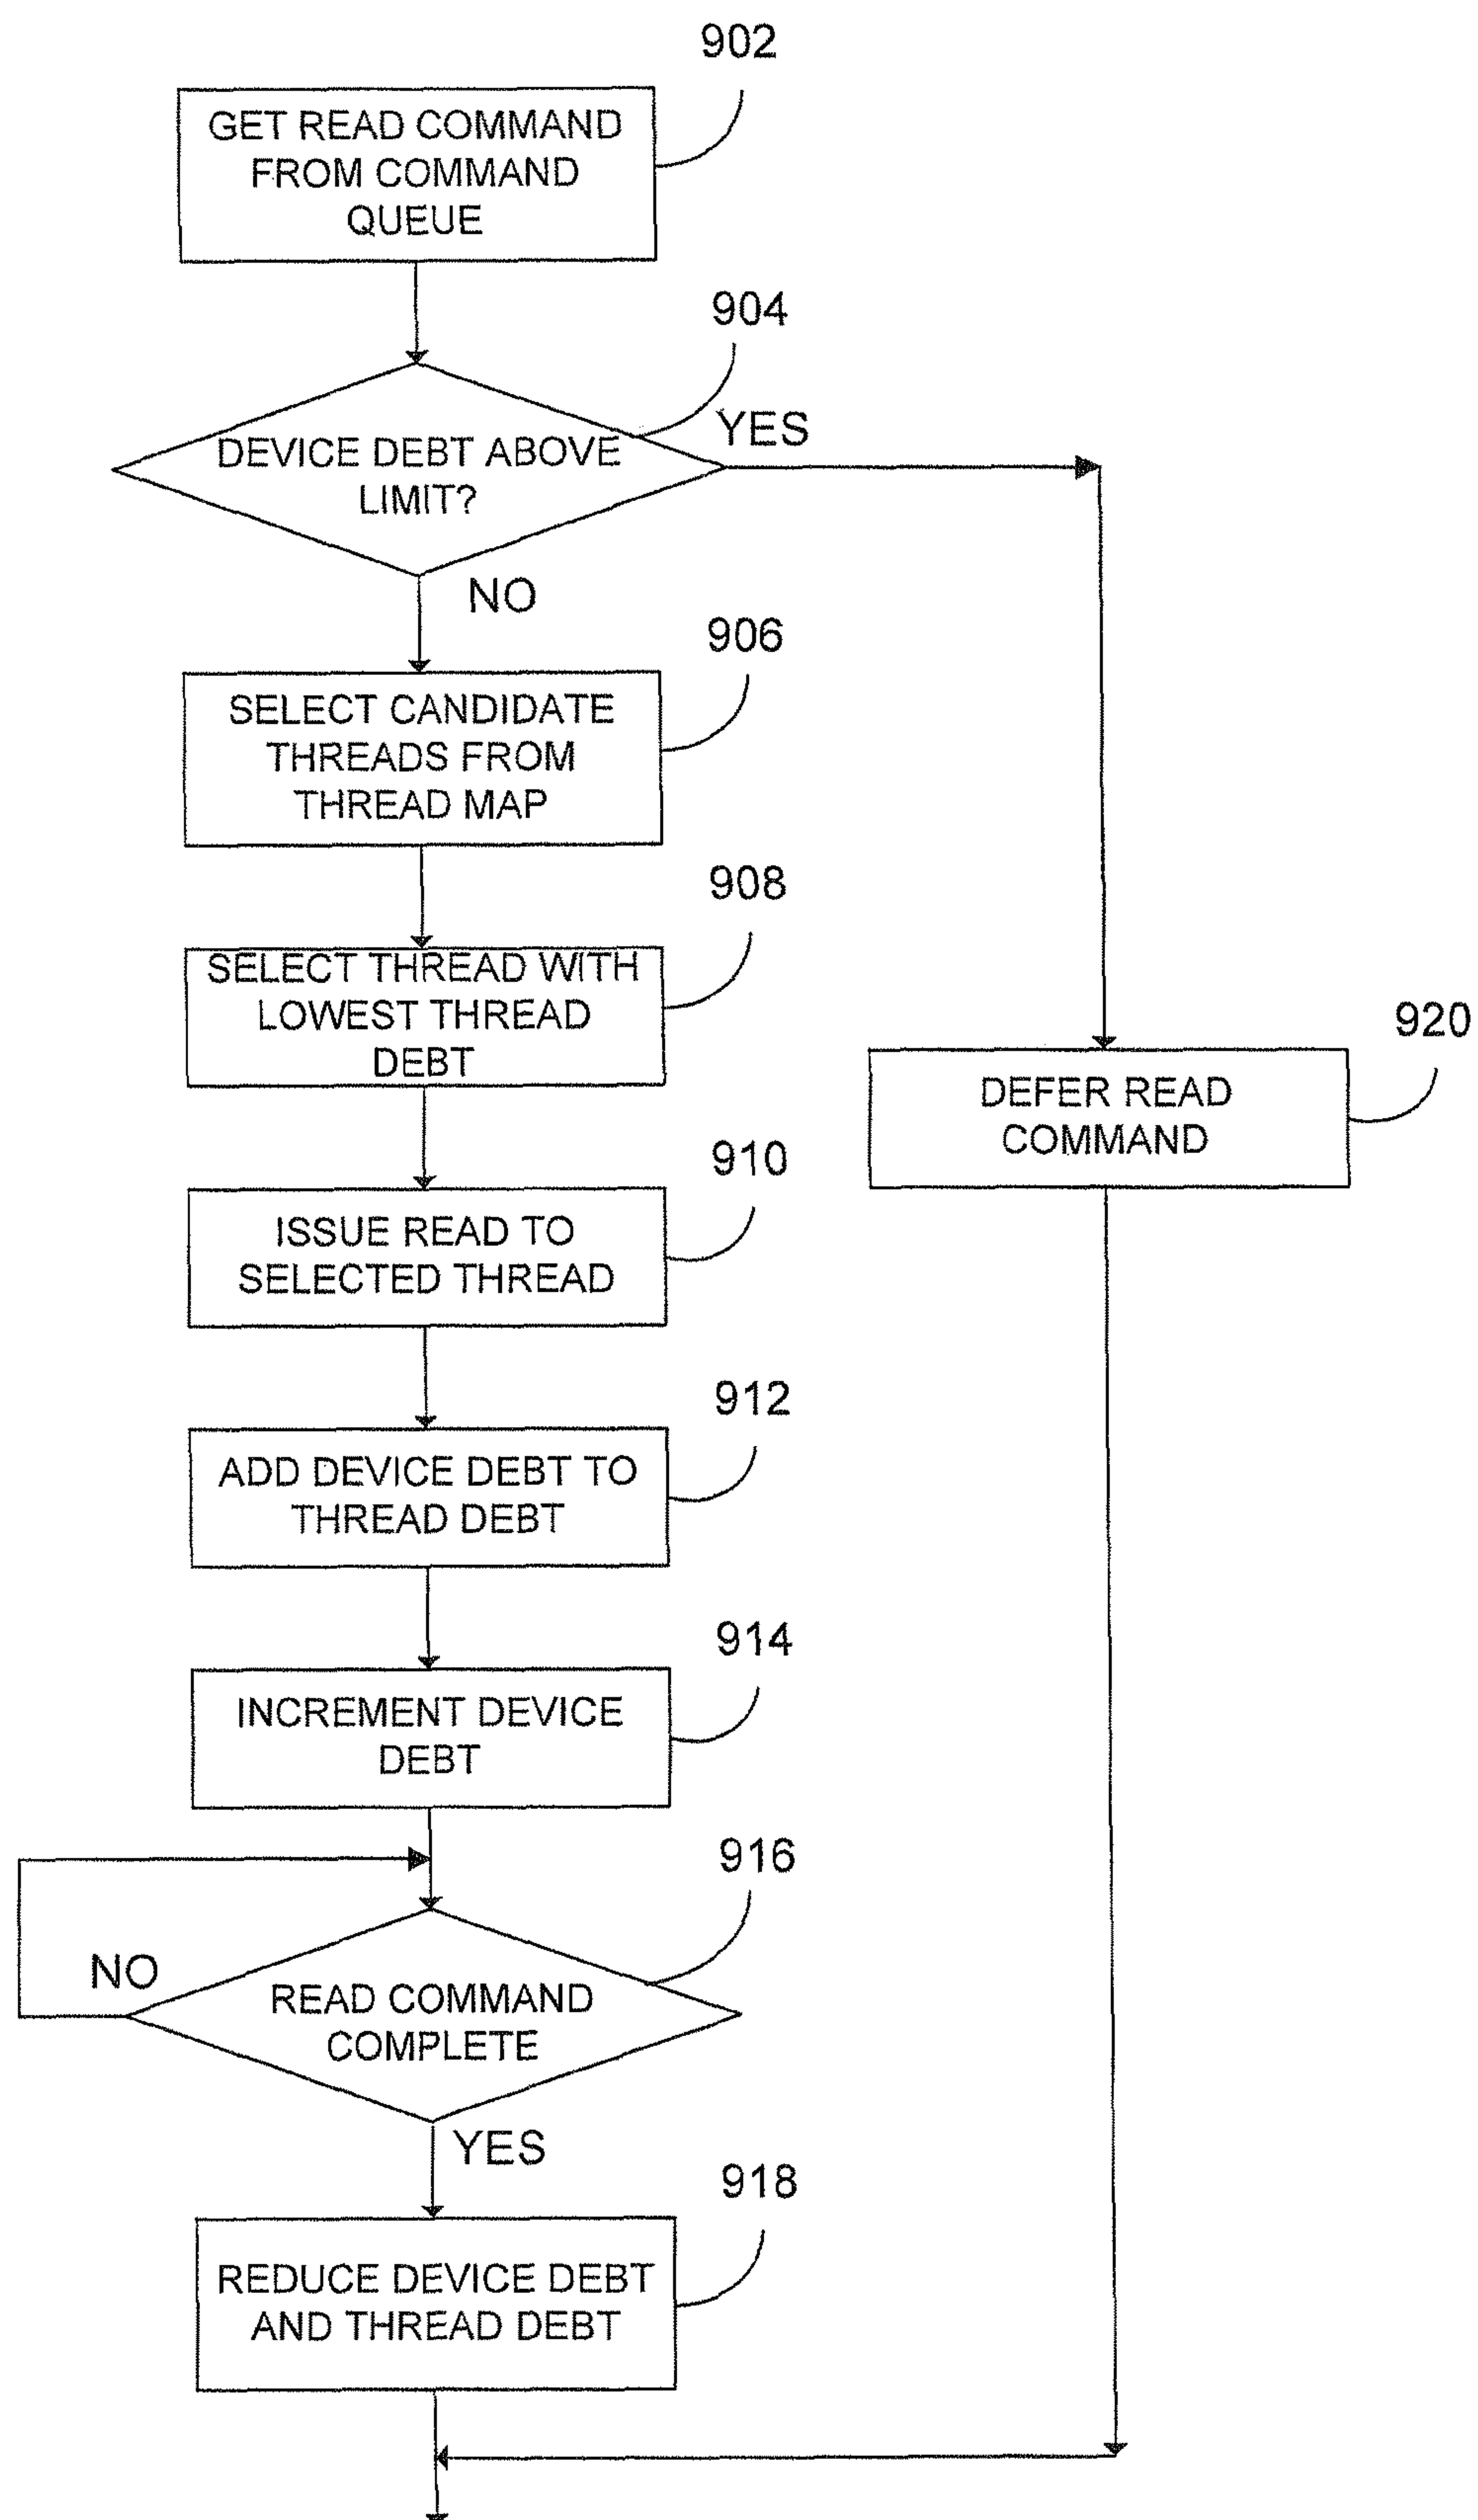 902
GET READ COMMAND
FROM COMMAND
QUEUE
904
DEVICE DEBT ABOVE
LIMIT?
YES
NO
906
SELECT CANDIDATE
THREADS FROM
THREAD MAP
908
SELECT THREAD WITH
LOWEST THREAD
DEBT
920
DEFER READ
COMMAND
910
ISSUE READ TO
SELECTED THREAD
912
ADD DEVICE DEBT TO
THREAD DEBT
914
INCREMENT DEVICE
DEBT
916
NO
READ COMMAND
COMPLETE
YES
918
REDUCE DEVICE DEBT
AND THREAD DEBT